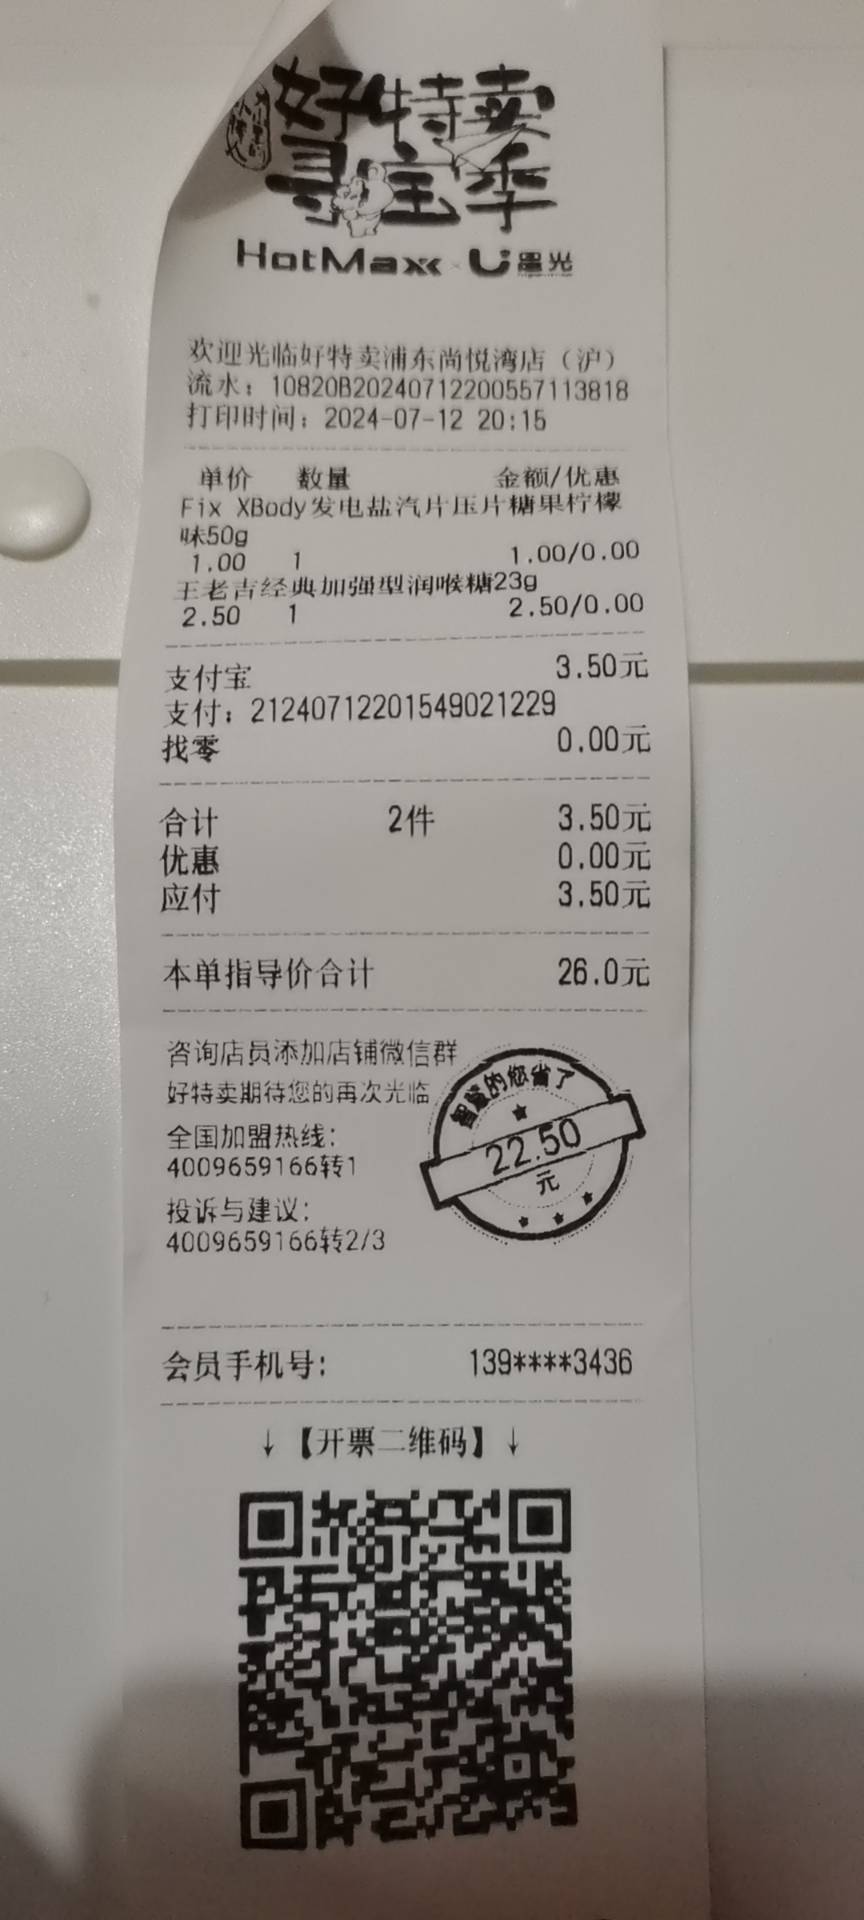 好特卖
寻宝季
HotMaxx
星光
欢迎光临好特卖浦东尚悦湾店（沪）
流水：10820B202407122005571​13818
打印时间：2024-07-12 20:15
单价 数量 金额/优惠
Fix XBody发电盐汽片压片糖果柠檬
味50g
1.00 1 1.00/0.00
王老吉经典加强型润喉糖23g
2.50 1 2.50/0.00
支付宝 3.50元
支付：21240712201549021229
找零 0.00元
合计 2件 3.50元
优惠 0.00元
应付 3.50元
本单指导价合计 26.0元
咨询店员添加店铺微信群
好特卖期待您的再次光临
全国加盟热线：
4009659166转1
投诉与建议：
4009659166转2/3
智慧的您省了
22.50
元
会员手机号： 139****3436
↓【开票二维码】↓